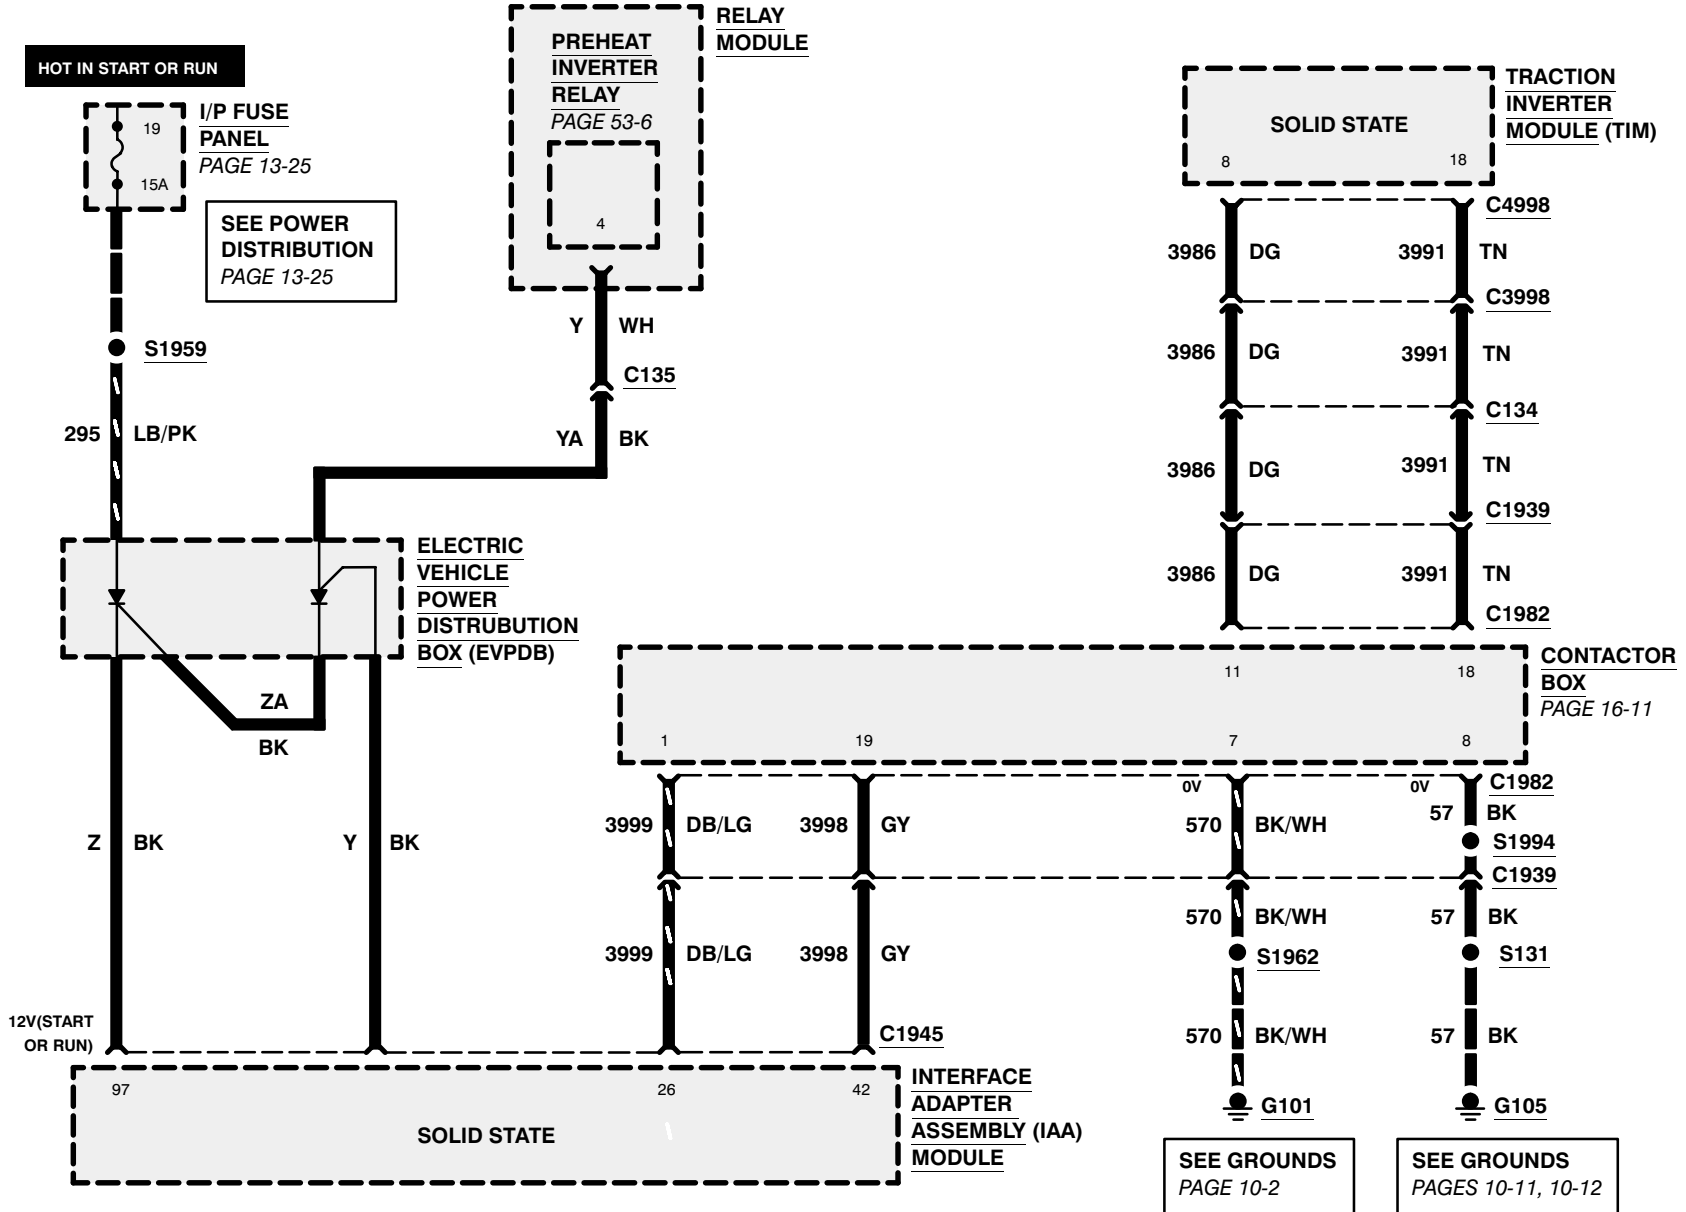 HOT IN START OR RUN
19
15A
I/P FUSE
PANEL
PAGE 13-25
SEE POWER
DISTRIBUTION
PAGE 13-25
S1959
295
LB/PK
PREHEAT
INVERTER
RELAY
PAGE 53-6
4
RELAY
MODULE
Y
WH
C135
YA
BK
ELECTRIC
VEHICLE
POWER
DISTRUBUTION
BOX (EVPDB)
ZA
BK
Z
BK
Y
BK
12V(START
OR RUN)
SOLID STATE
8
18
TRACTION
INVERTER
MODULE (TIM)
C4998
3986
DG
3991
TN
C3998
3986
DG
3991
TN
C134
3986
DG
3991
TN
C1939
3986
DG
3991
TN
C1982
11
18
1
19
7
8
CONTACTOR
BOX
PAGE 16-11
0V
0V
C1982
3999
DB/LG
3998
GY
570
BK/WH
57
BK
S1994
C1939
3999
DB/LG
3998
GY
570
BK/WH
57
BK
S1962
S131
C1945
570
BK/WH
57
BK
G101
G105
97
26
42
SOLID STATE
INTERFACE
ADAPTER
ASSEMBLY (IAA)
MODULE
SEE GROUNDS
PAGE 10-2
SEE GROUNDS
PAGES 10-11, 10-12